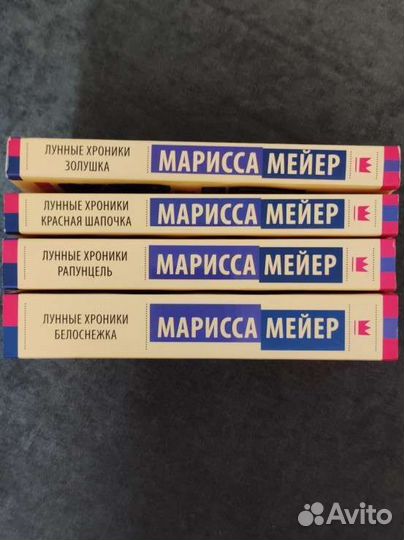 ЛУННЫЕ ХРОНИКИ
ЗОЛУШКА
МАРИССА МЕЙЕР
ЛУННЫЕ ХРОНИКИ
КРАСНАЯ ШАПОЧКА
МАРИССА МЕЙЕР
ЛУННЫЕ ХРОНИКИ
РАПУНЦЕЛЬ
МАРИССА МЕЙЕР
ЛУННЫЕ ХРОНИКИ
БЕЛОСНЕЖКА
МАРИССА МЕЙЕР
Avito